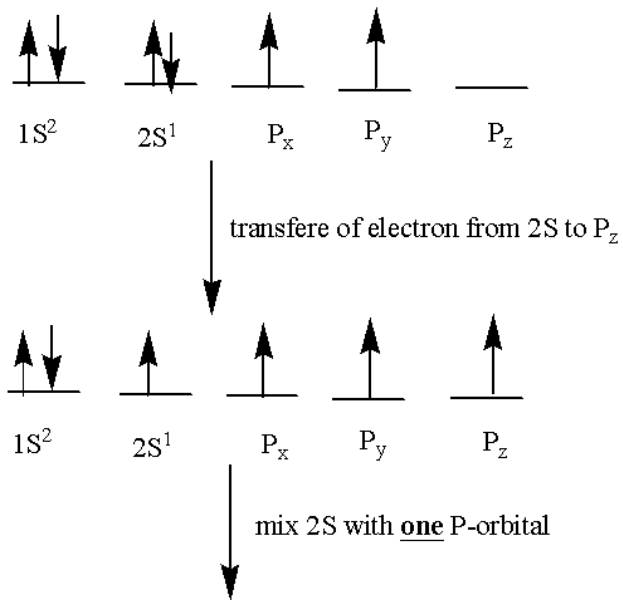 1S² 2S¹ Pₓ Pᵧ P_z
transfere of electron from 2S to P_z
1S² 2S¹ Pₓ Pᵧ P_z
mix 2S with one P-orbital